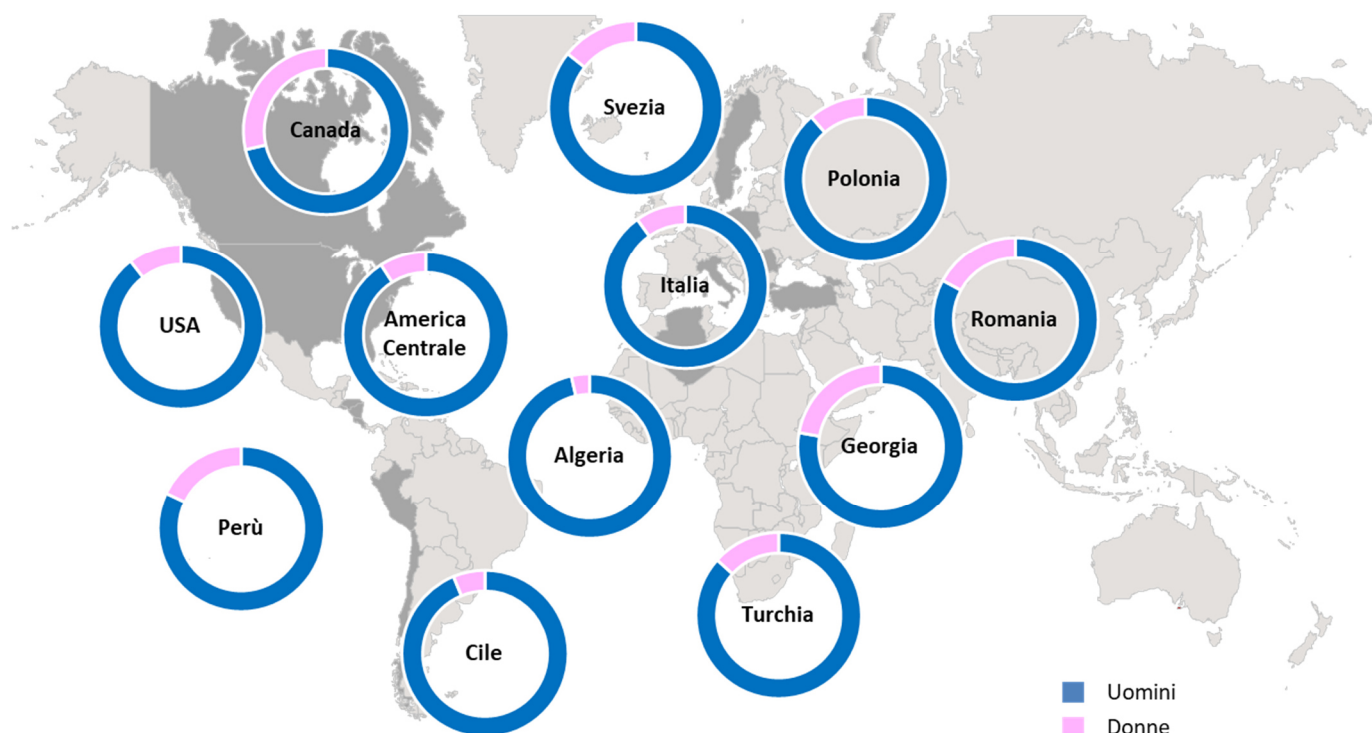 Svezia
Canada
Polonia
Italia
USA
America
Centrale
Romania
Algeria
Georgia
Perù
Turchia
Cile
Uomini
Donne